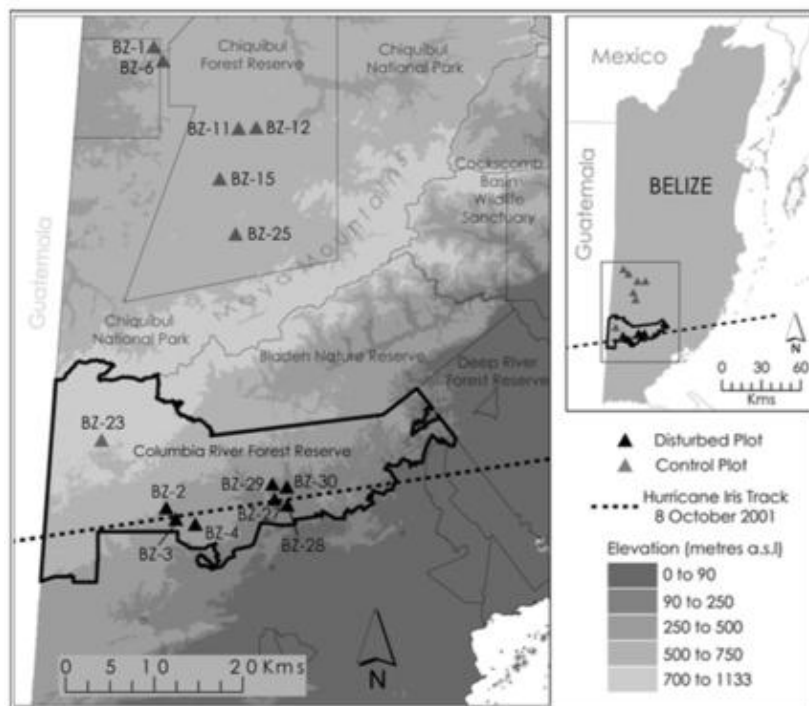 BZ-1
BZ-6
Chiquibul
Forest Reserve
Chiquibul
National Park
BZ-11
BZ-12
BZ-15
BZ-25
Cockscomb
Basin
Wildlife
Sanctuary
Maya Mountains
Guatemala
Chiquibul
National Park
Bladen Nature Reserve
Deep River
Forest Reserve
BZ-23
Columbia River Forest Reserve
BZ-2
BZ-29
BZ-30
BZ-3
BZ-4
BZ-27
BZ-28
0 10 20 Kms
N
Mexico
Guatemala
BELIZE
N
0 30 60
Kms
Disturbed Plot
Control Plot
Hurricane Iris Track
8 October 2001
Elevation (metres a.s.l)
0 to 90
90 to 250
250 to 500
500 to 750
700 to 1133